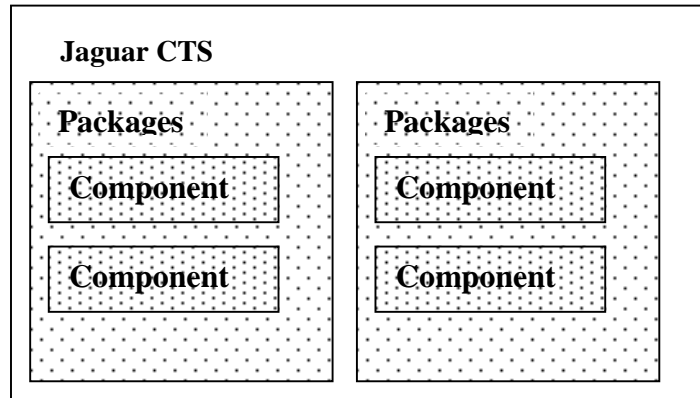 Jaguar CTS
Packages
Component
Component
Packages
Component
Component